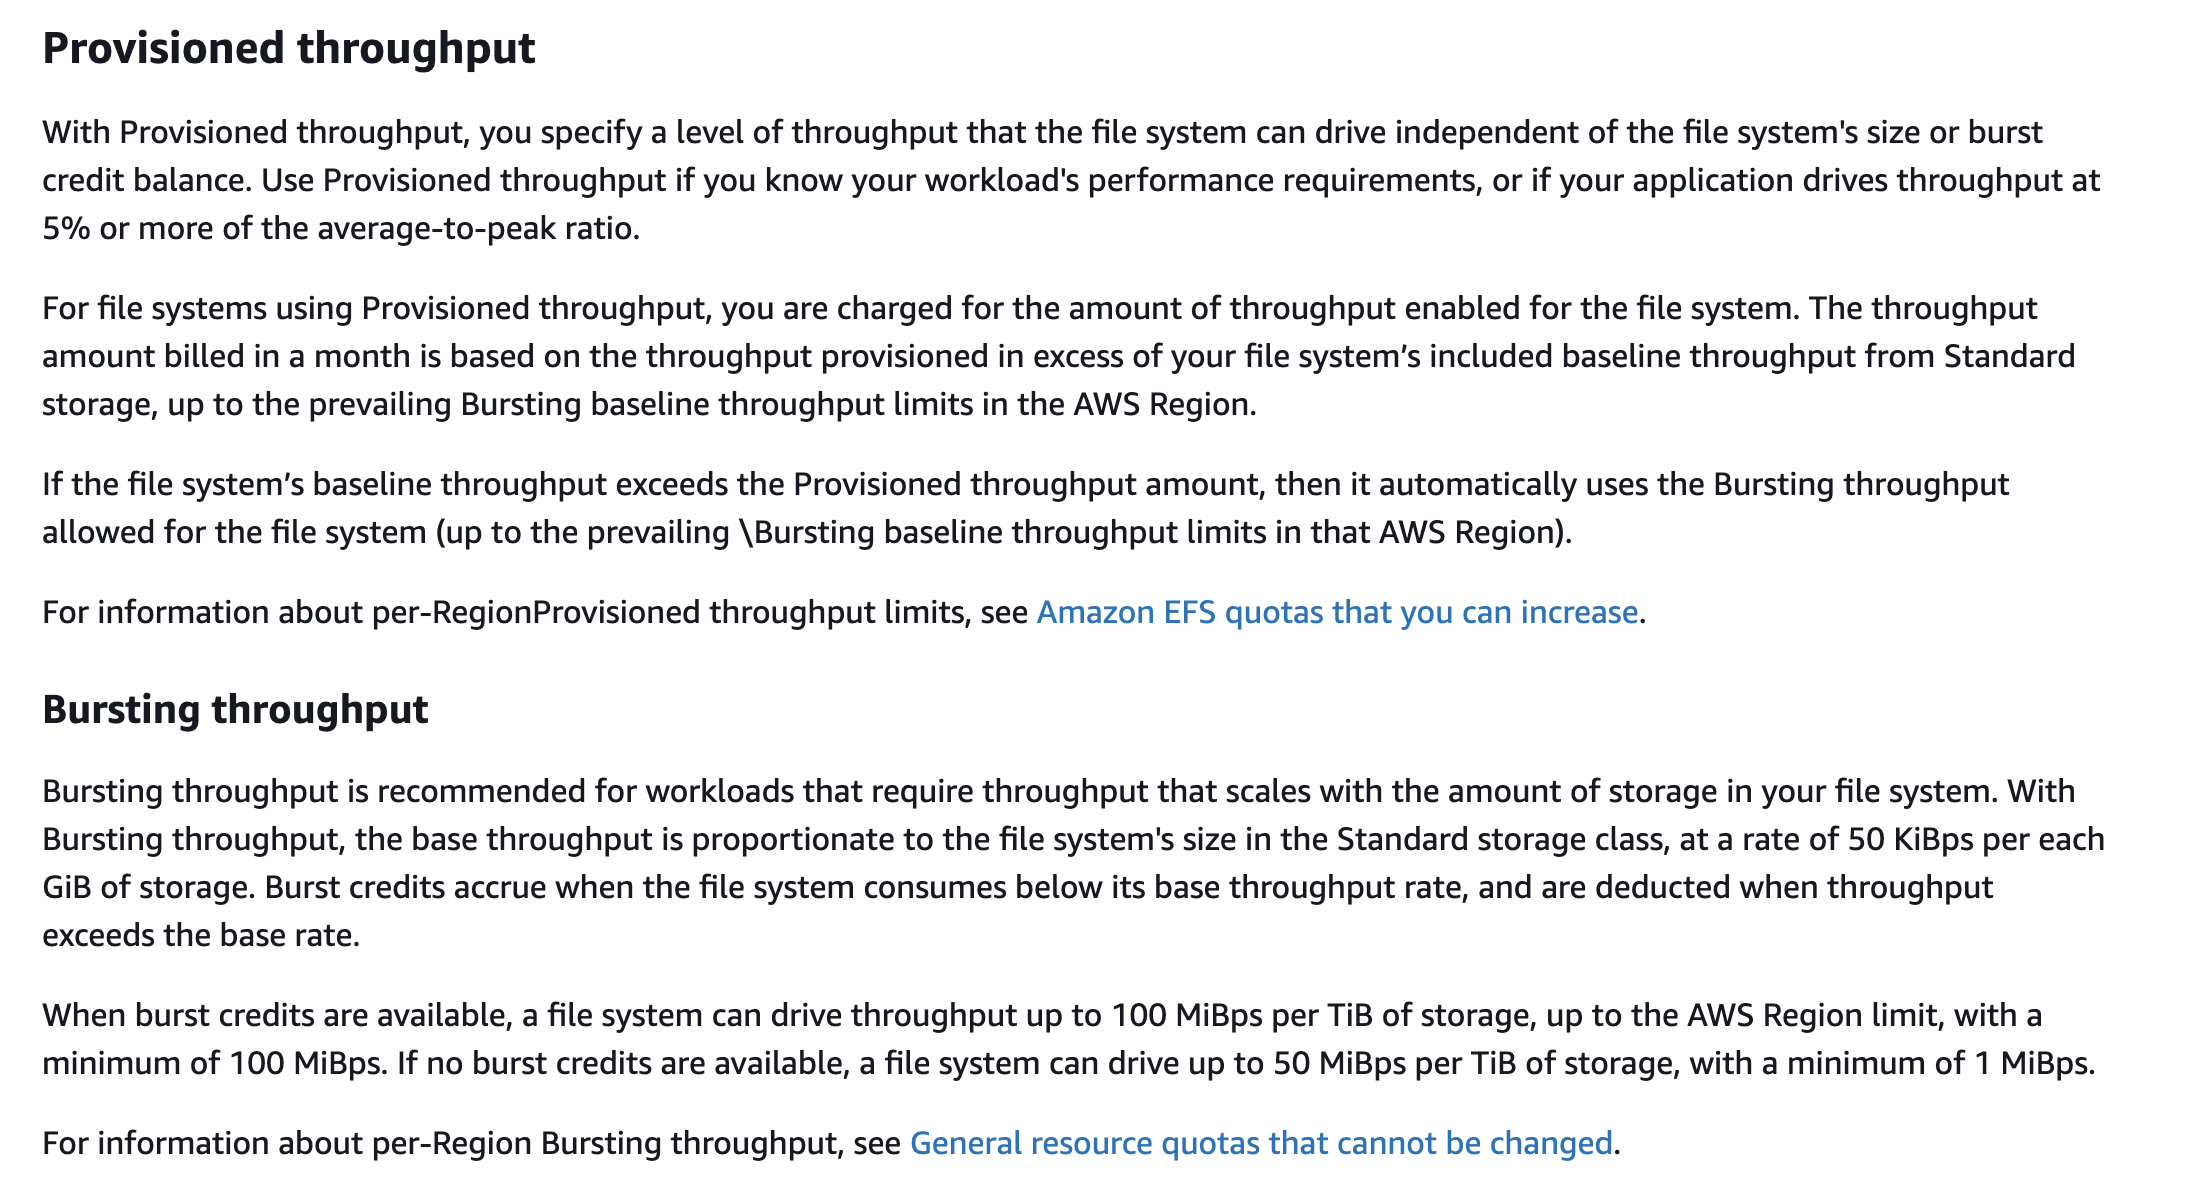 Provisioned throughput
With Provisioned throughput, you specify a level of throughput that the file system can drive independent of the file system's size or burst
credit balance. Use Provisioned throughput if you know your workload's performance requirements, or if your application drives throughput at
5% or more of the average-to-peak ratio.
For file systems using Provisioned throughput, you are charged for the amount of throughput enabled for the file system. The throughput
amount billed in a month is based on the throughput provisioned in excess of your file system’s included baseline throughput from Standard
storage, up to the prevailing Bursting baseline throughput limits in the AWS Region.
If the file system’s baseline throughput exceeds the Provisioned throughput amount, then it automatically uses the Bursting throughput
allowed for the file system (up to the prevailing \Bursting baseline throughput limits in that AWS Region).
For information about per-RegionProvisioned throughput limits, see Amazon EFS quotas that you can increase.
Bursting throughput
Bursting throughput is recommended for workloads that require throughput that scales with the amount of storage in your file system. With
Bursting throughput, the base throughput is proportionate to the file system's size in the Standard storage class, at a rate of 50 KiBps per each
GiB of storage. Burst credits accrue when the file system consumes below its base throughput rate, and are deducted when throughput
exceeds the base rate.
When burst credits are available, a file system can drive throughput up to 100 MiBps per TiB of storage, up to the AWS Region limit, with a
minimum of 100 MiBps. If no burst credits are available, a file system can drive up to 50 MiBps per TiB of storage, with a minimum of 1 MiBps.
For information about per-Region Bursting throughput, see General resource quotas that cannot be changed.